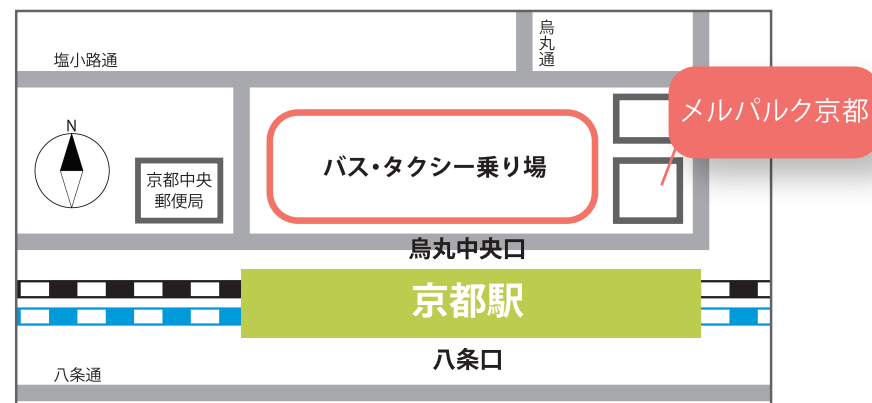 塩小路通
烏丸通
メルパルク京都
N
バス・タクシー乗り場
京都中央
郵便局
烏丸中央口
京都駅
八条口
八条通